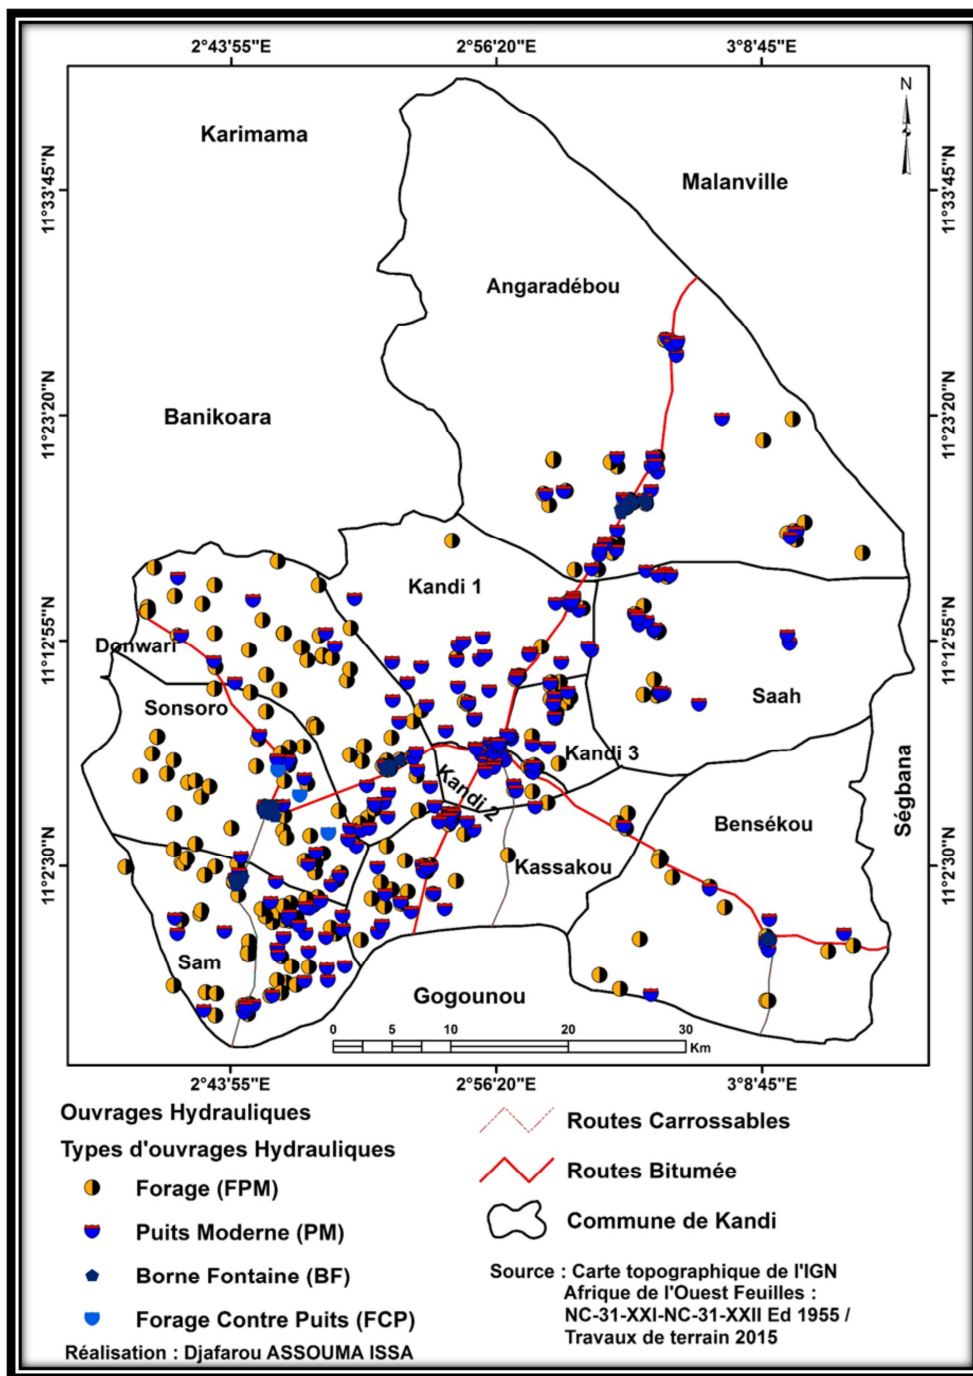 2°43'55"E
2°56'20"E
3°8'45"E
N
Karimama
11°33'45"N
11°33'45"N
Malanville
Angaradébou
11°23'20"N
11°23'20"N
Banikoara
Kandi 1
11°12'55"N
11°12'55"N
Donwari
Saah
Sonsoro
Kandi 3
Ségbana
Kandi 2
Bensékou
11°2'30"N
11°2'30"N
Kassakou
Sam
Gogounou
0 5 10 20 30
Km
2°43'55"E
2°56'20"E
3°8'45"E
Ouvrages Hydrauliques
Types d'ouvrages Hydrauliques
Forage (FPM)
Puits Moderne (PM)
Borne Fontaine (BF)
Forage Contre Puits (FCP)
Réalisation : Djafarou ASSOUMA ISSA
Routes Carrossables
Routes Bitumée
Commune de Kandi
Source : Carte topographique de l'IGN
Afrique de l'Ouest Feuilles :
NC-31-XXI-NC-31-XXII Ed 1955 /
Travaux de terrain 2015